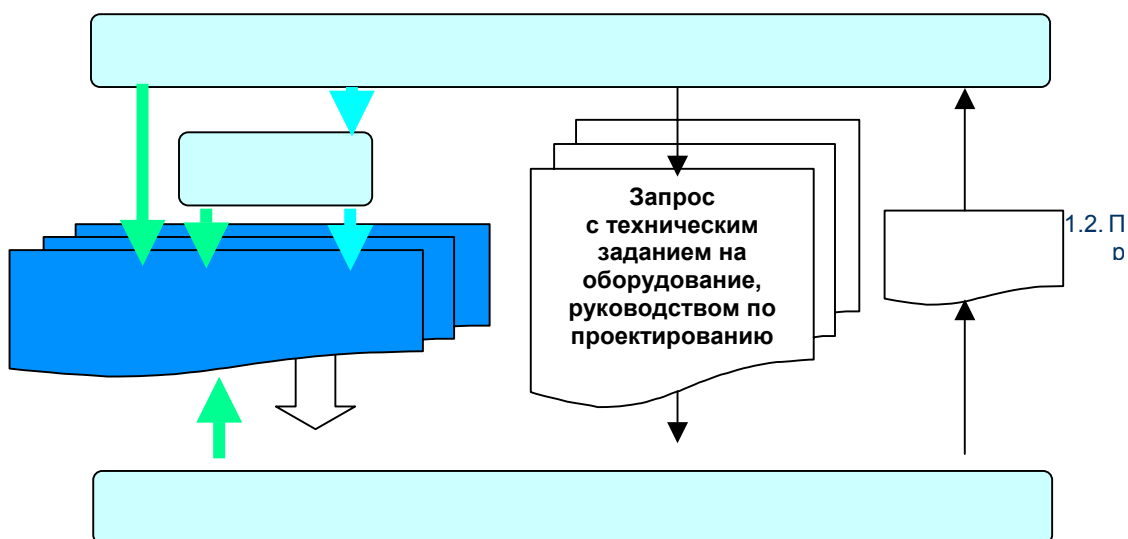 Запрос
с техническим
заданием на
оборудование,
руководством по
проектированию
1.2. П
р